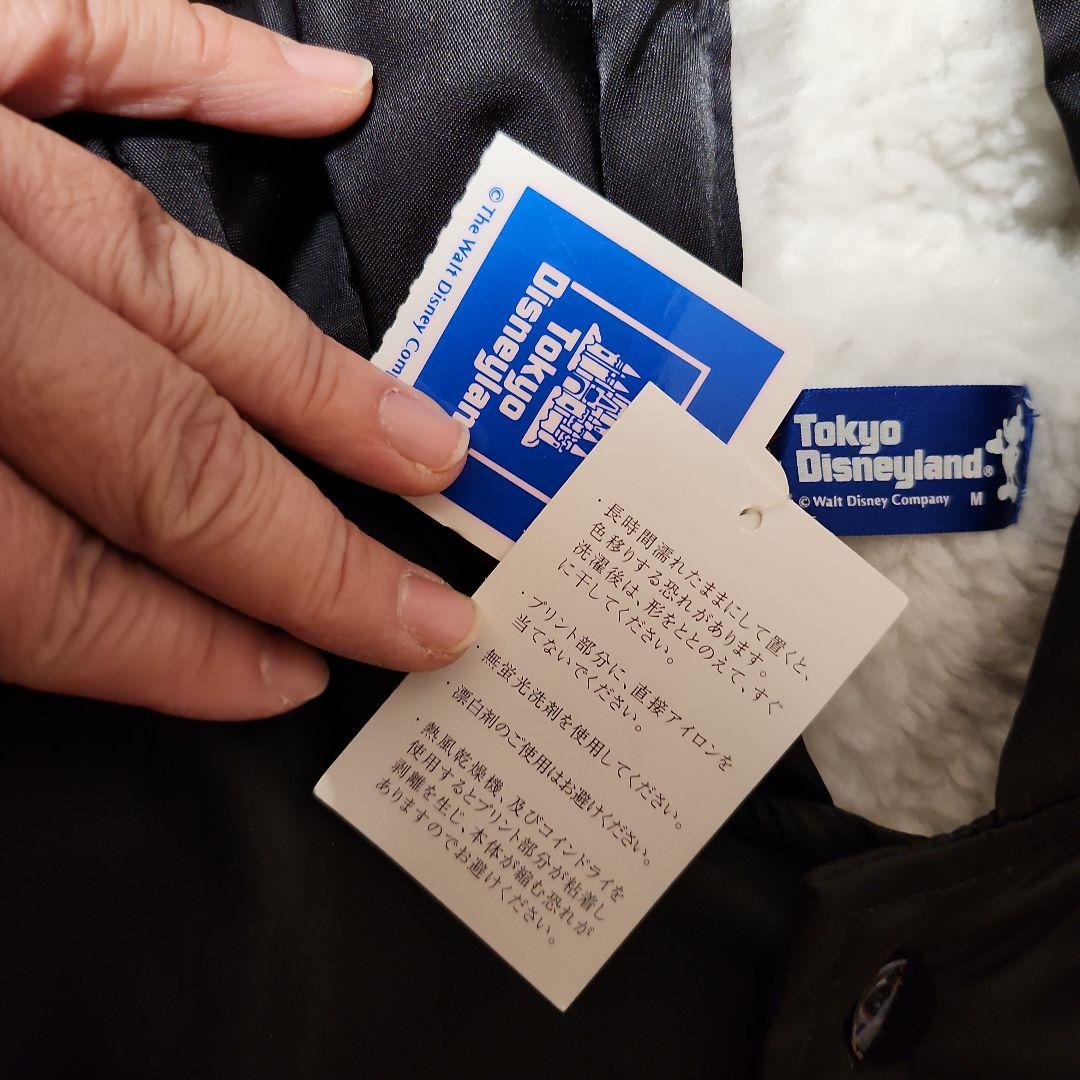 © The Walt Disney Com
Tokyo
Disneylan
Tokyo
Disneyland®
© Walt Disney Company M
・長時間濡れたままにして置くと、
色移りする恐れがあります。
洗濯後は、形をととのえて、すぐ
に干してください。
・プリント部分に、直接アイロンを
当てないでください。
・無蛍光洗剤を使用してください。
・漂白剤のご使用はお避けください。
・熱風乾燥機、及びコインドライを
使用するとプリント部分が粘着し
剥離を生じ、本体が縮む恐れが
ありますのでお避けください。